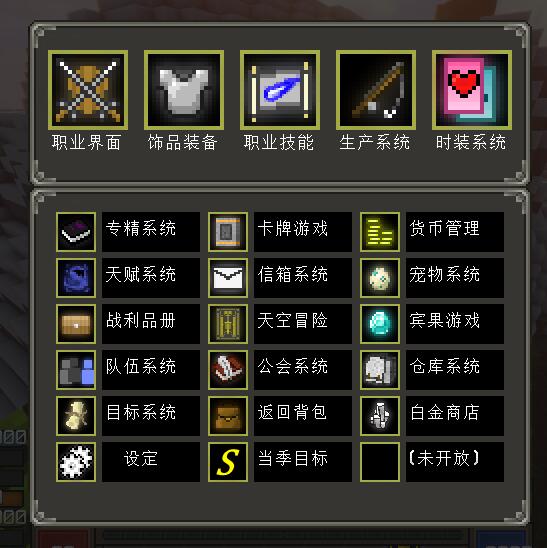 职业界面 饰品装备 职业技能 生产系统 时装系统
专精系统 卡牌游戏 货币管理
天赋系统 信箱系统 宠物系统
战利品册 天空冒险 宾果游戏
队伍系统 公会系统 仓库系统
目标系统 返回背包 白金商店
设定 S 当季目标 (未开放)